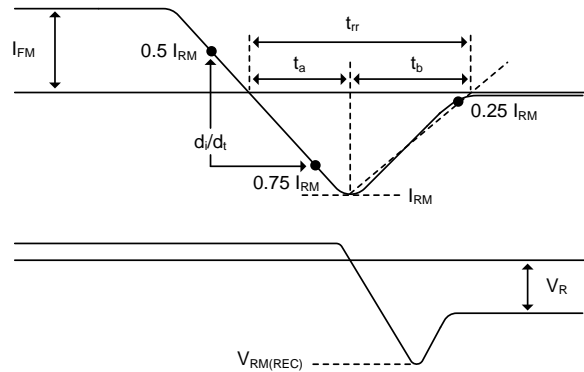 t_rr
I_FM
0.5 I_RM
t_a
t_b
0.25 I_RM
d_i/d_t
0.75 I_RM
I_RM
V_R
V_RM(REC)